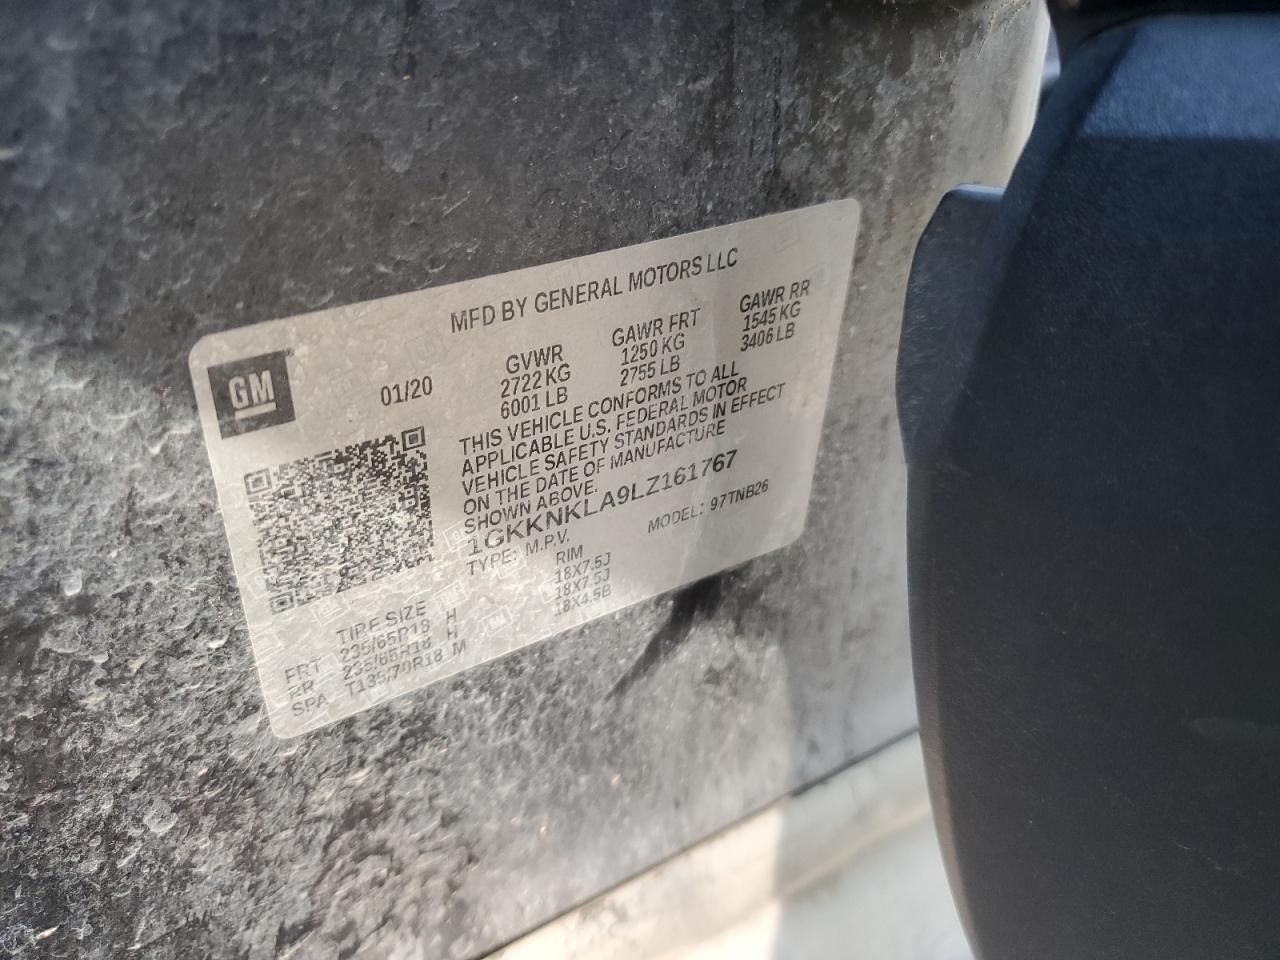 MFD BY GENERAL MOTORS LLC
GM
01/20
GVWR
2722 KG
6001 LB
GAWR FRT
1250 KG
2755 LB
GAWR RR
1545 KG
3406 LB
THIS VEHICLE CONFORMS TO ALL
APPLICABLE U.S. FEDERAL MOTOR
VEHICLE SAFETY STANDARDS IN EFFECT
ON THE DATE OF MANUFACTURE
SHOWN ABOVE.
1GKKNKLA9LZ161767
TYPE: M.P.V. MODEL: 97TNB26
TIRE SIZE RIM
FRT 235/65R18 H 18X7.5J
RR 235/65R18 H 18X7.5J
SPA T135/70R18 M 18X4.5B